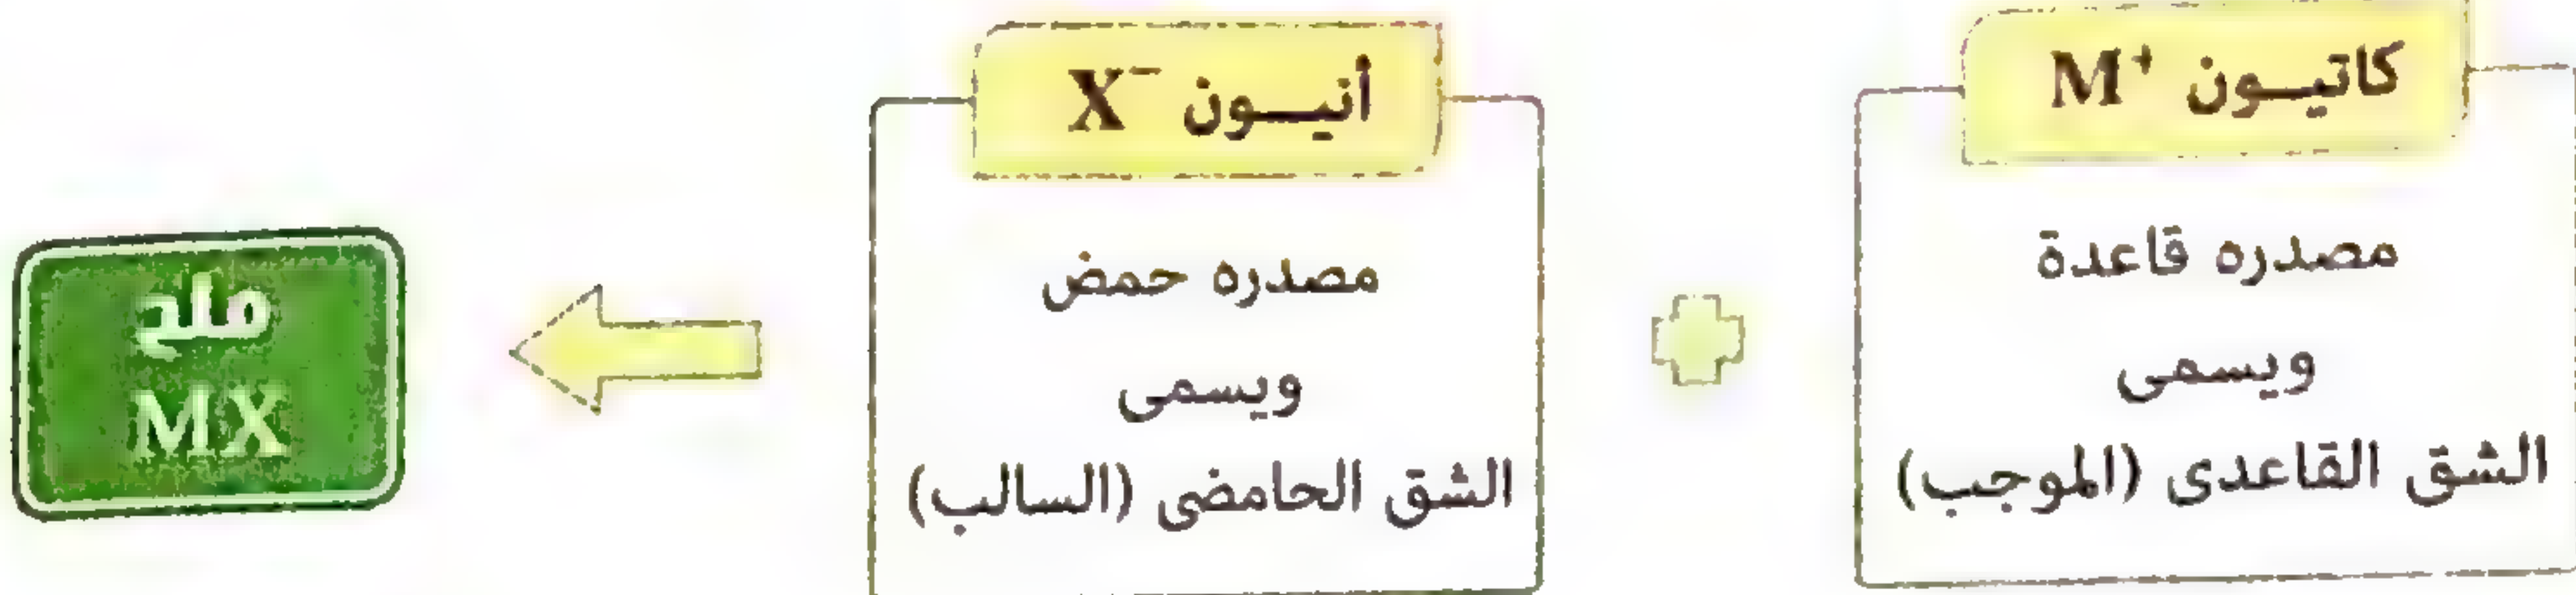 كاتيون M⁺
مصدره قاعدة
ويسمى
الشق القاعدى (الموجب)
أنيون X⁻
مصدره حمض
ويسمى
الشق الحامضى (السالب)
ملح
MX